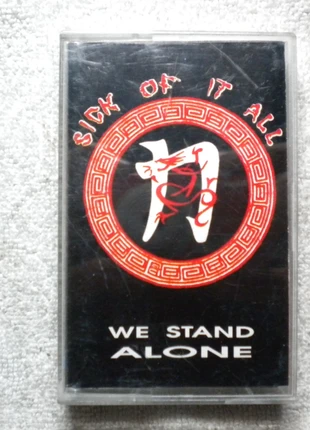 SICK OF IT ALL
WE STAND
ALONE